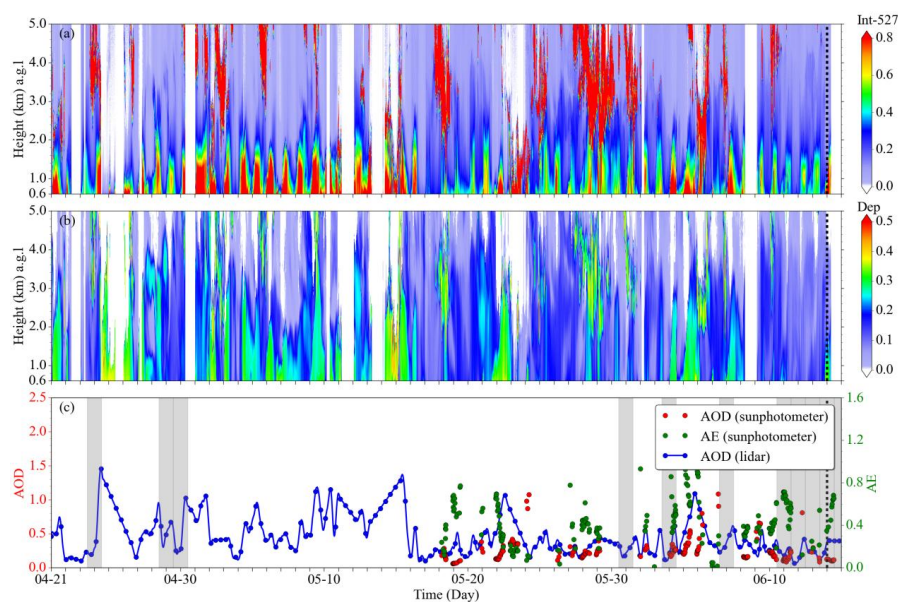 Int-527
5.0
(a)
0.8
4.0
0.6
3.0
0.4
2.0
0.2
1.0
0.6
0.0
Height (km) a.g.l
Dep
5.0
(b)
0.5
4.0
0.4
0.3
3.0
0.2
2.0
0.1
1.0
0.6
0.0
Height (km) a.g.l
2.5
(c)
1.6
AOD (sunphotometer)
2.0
AE (sunphotometer)
1.2
AOD (lidar)
1.5
0.8
1.0
0.4
0.5
0.0
0.0
AOD
AE
04-21 04-30 05-10 05-20 05-30 06-10
Time (Day)